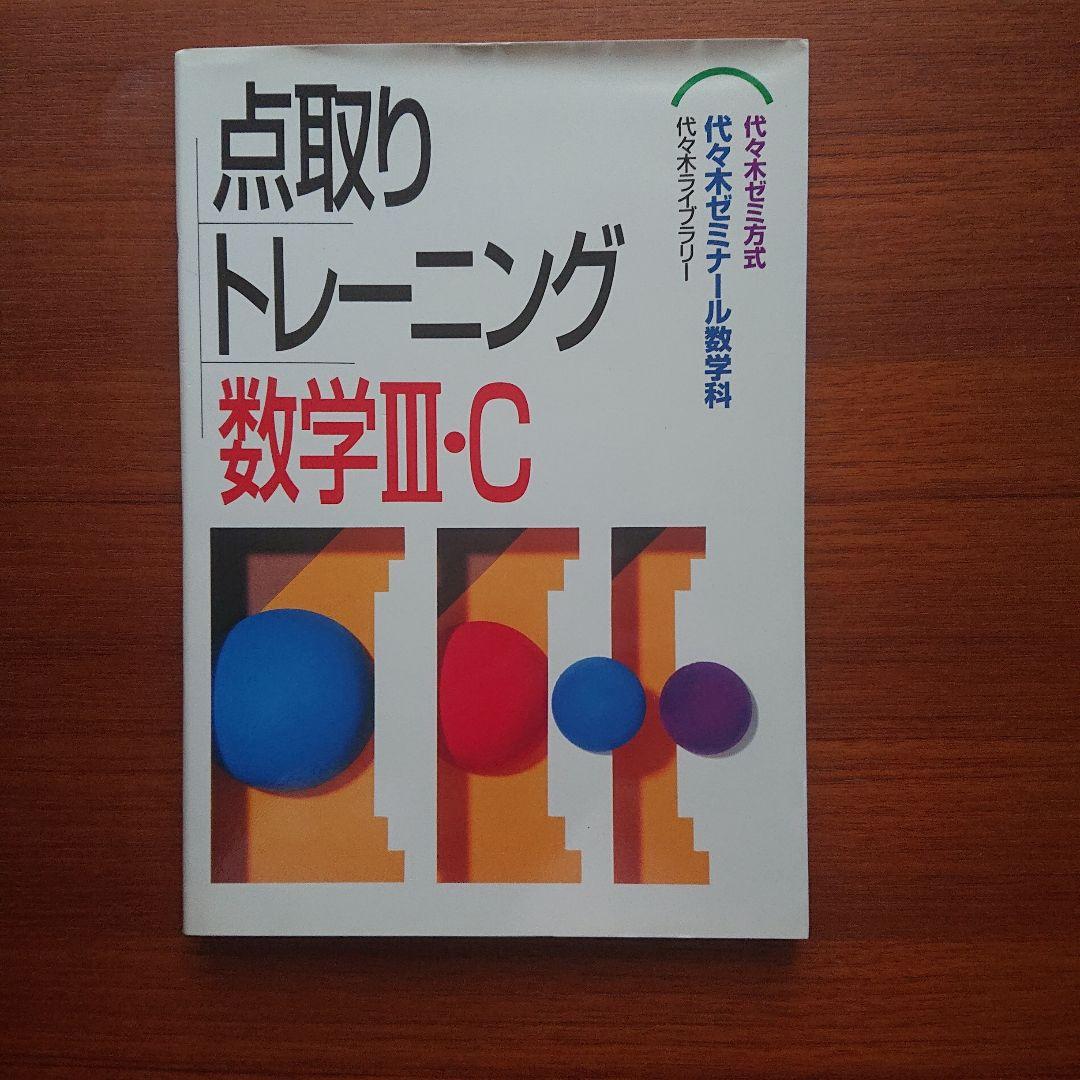 点取り
トレーニング
数学Ⅲ・C
代々木ゼミ方式
代々木ゼミナール数学科
代々木ライブラリー